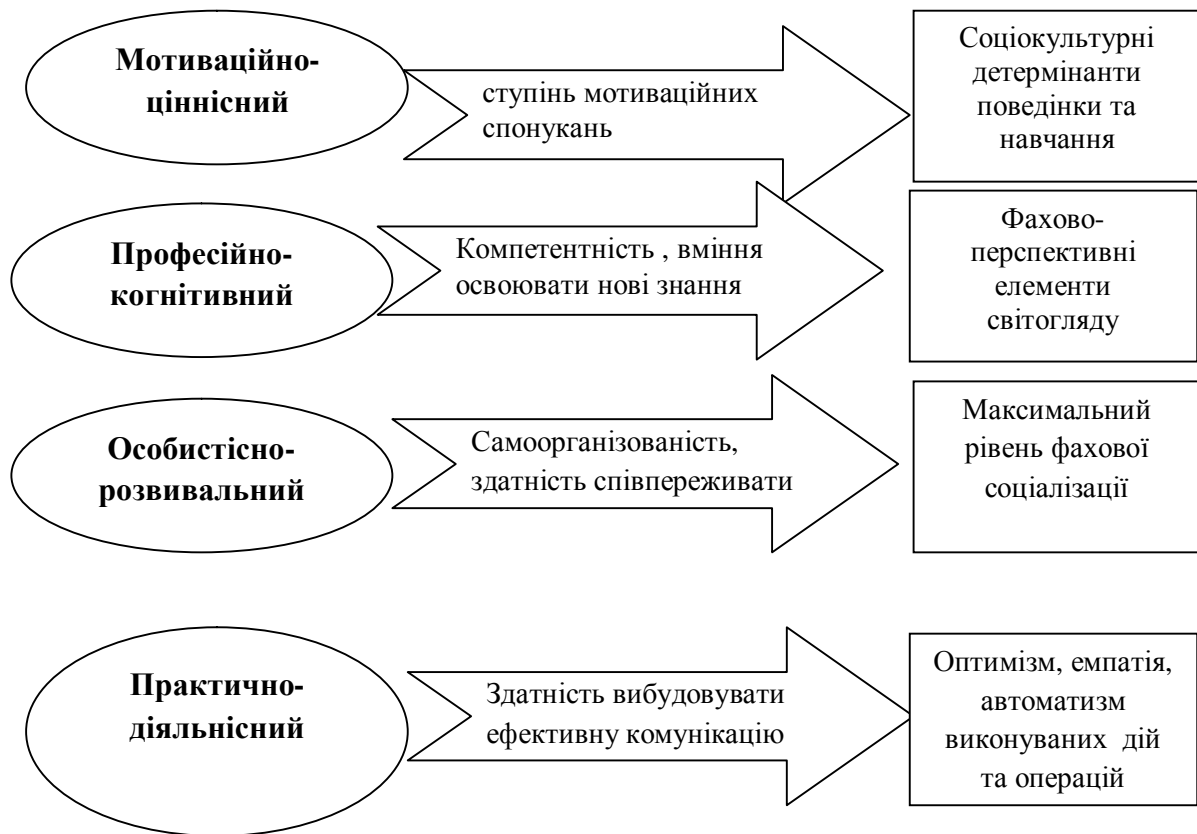 Мотиваційно-
ціннісний
ступінь мотиваційних
спонукань
Соціокультурні
детермінанти
поведінки та
навчання
Професійно-
когнітивний
Компетентність , вміння
освоювати нові знання
Фахово-
перспективні
елементи
світогляду
Особистісно-
розвивальний
Самоорганізованість,
здатність співпереживати
Максимальний
рівень фахової
соціалізації
Практично-
діяльнісний
Здатність вибудовувати
ефективну комунікацію
Оптимізм, емпатія,
автоматизм
виконуваних дій
та операцій